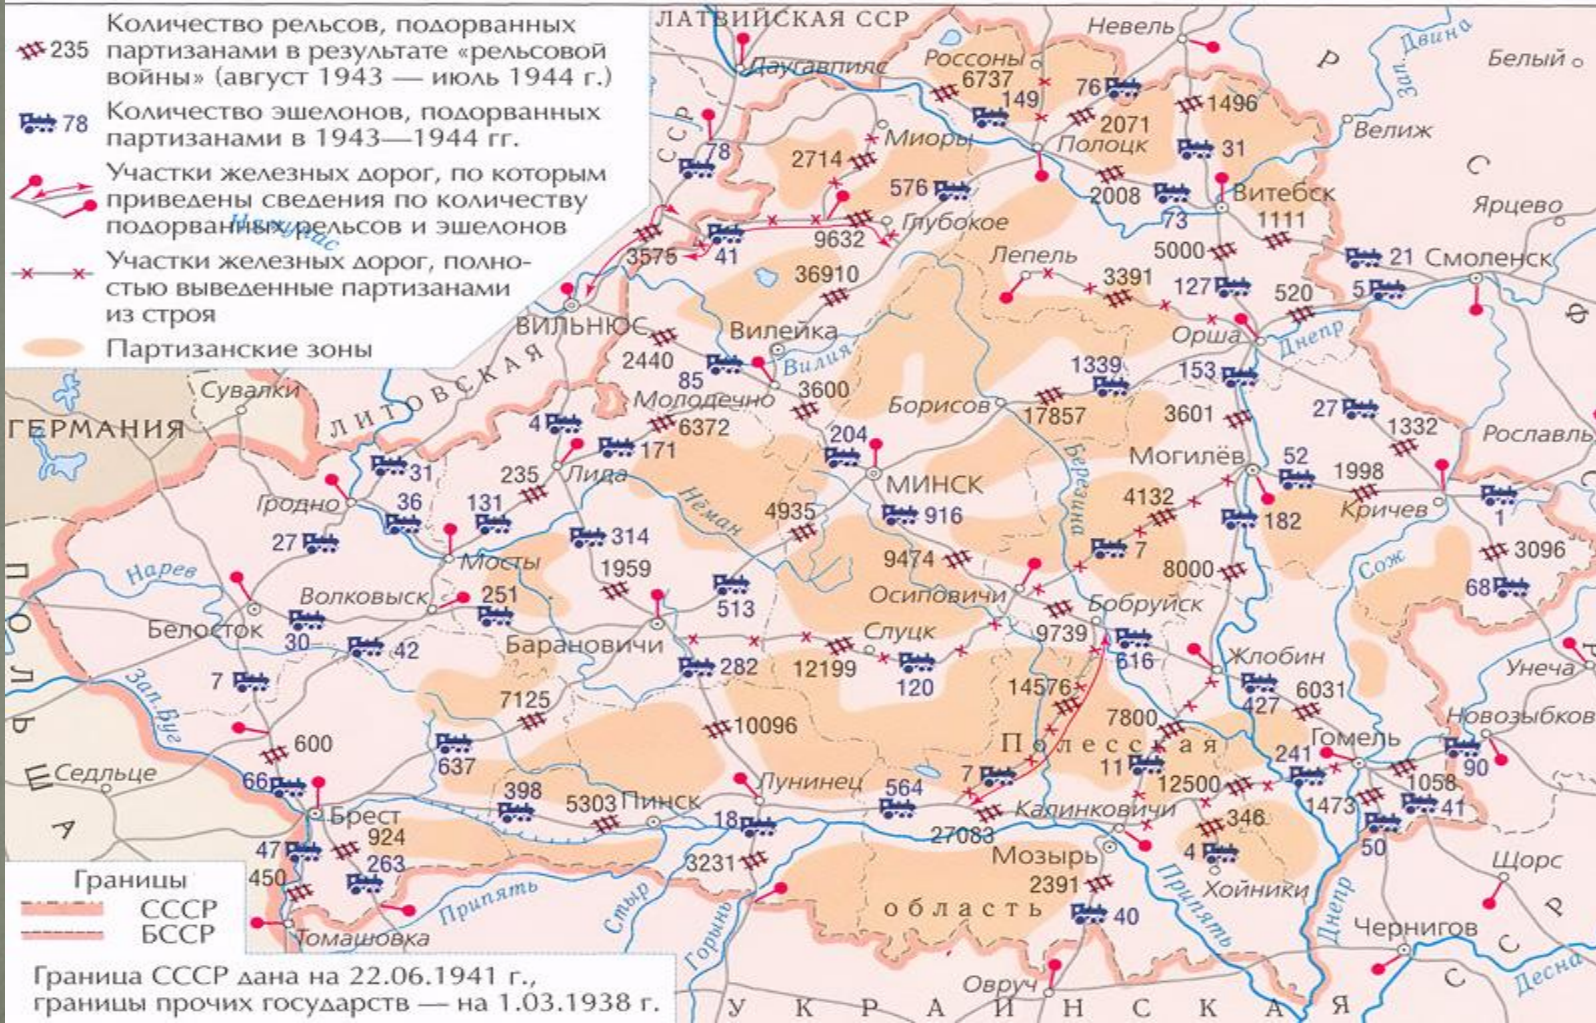 235
Количество рельсов, подорванных
партизанами в результате «рельсовой
войны» (август 1943 — июль 1944 г.)
78
Количество эшелонов, подорванных
партизанами в 1943—1944 гг.
Участки железных дорог, по которым
приведены сведения по количеству
подорванных рельсов и эшелонов
Участки железных дорог, полно-
стью выведенные партизанами
из строя
Партизанские зоны
ЛАТВИЙСКАЯ ССР
Невель
Зап. Двина
Белый
Даугавпилс
Россоны
6737
149
76
2071
1496
Р
Велиж
С
ССР
78
Миоры
2714
Полоцк
31
576
2008
73
Витебск
1111
Ярцево
Нямунас
3575
41
9632
Глубокое
Лепель
5000
21
Смоленск
36910
3391
127
520
5
Ф
ВИЛЬНЮС
Вилейка
Вилия
Орша
Днепр
2440
85
Молодечно
3600
1339
153
Сувалки
ЛИТОВСКАЯ
Борисов
17857
3601
27
1332
ГЕРМАНИЯ
4
171
6372
204
Рославль
С
31
235
Лида
МИНСК
Березина
Могилёв
52
1998
Гродно
36
131
Нёман
4935
916
4132
182
Кричев
1
27
Мосты
314
9474
7
8000
Сож
3096
Нарев
1959
513
68
Волковыск
251
Осиповичи
Бобруйск
Белосток
30
42
Барановичи
Слуцк
9739
616
Жлобин
Унеча
Р
7
282
12199
120
14576
427
6031
Зап.Буг
7125
10096
7800
Новозыбков
ПОЛЬША
600
637
Полесская
241
Гомель
90
Седльце
66
398
5303
Пинск
Лунинец
564
7
11
12500
1473
1058
41
Брест
924
18
27083
Калинковичи
346
50
47
263
3231
Мозырь
4
Щорс
450
Припять
Стыр
Горынь
2391
Хойники
область
40
Припять
Днепр
Чернигов
Томашовка
Овруч
Десна
УКРАИНСКАЯ ССР
Границы
СССР
БССР
Граница СССР дана на 22.06.1941 г.,
границы прочих государств — на 1.03.1938 г.